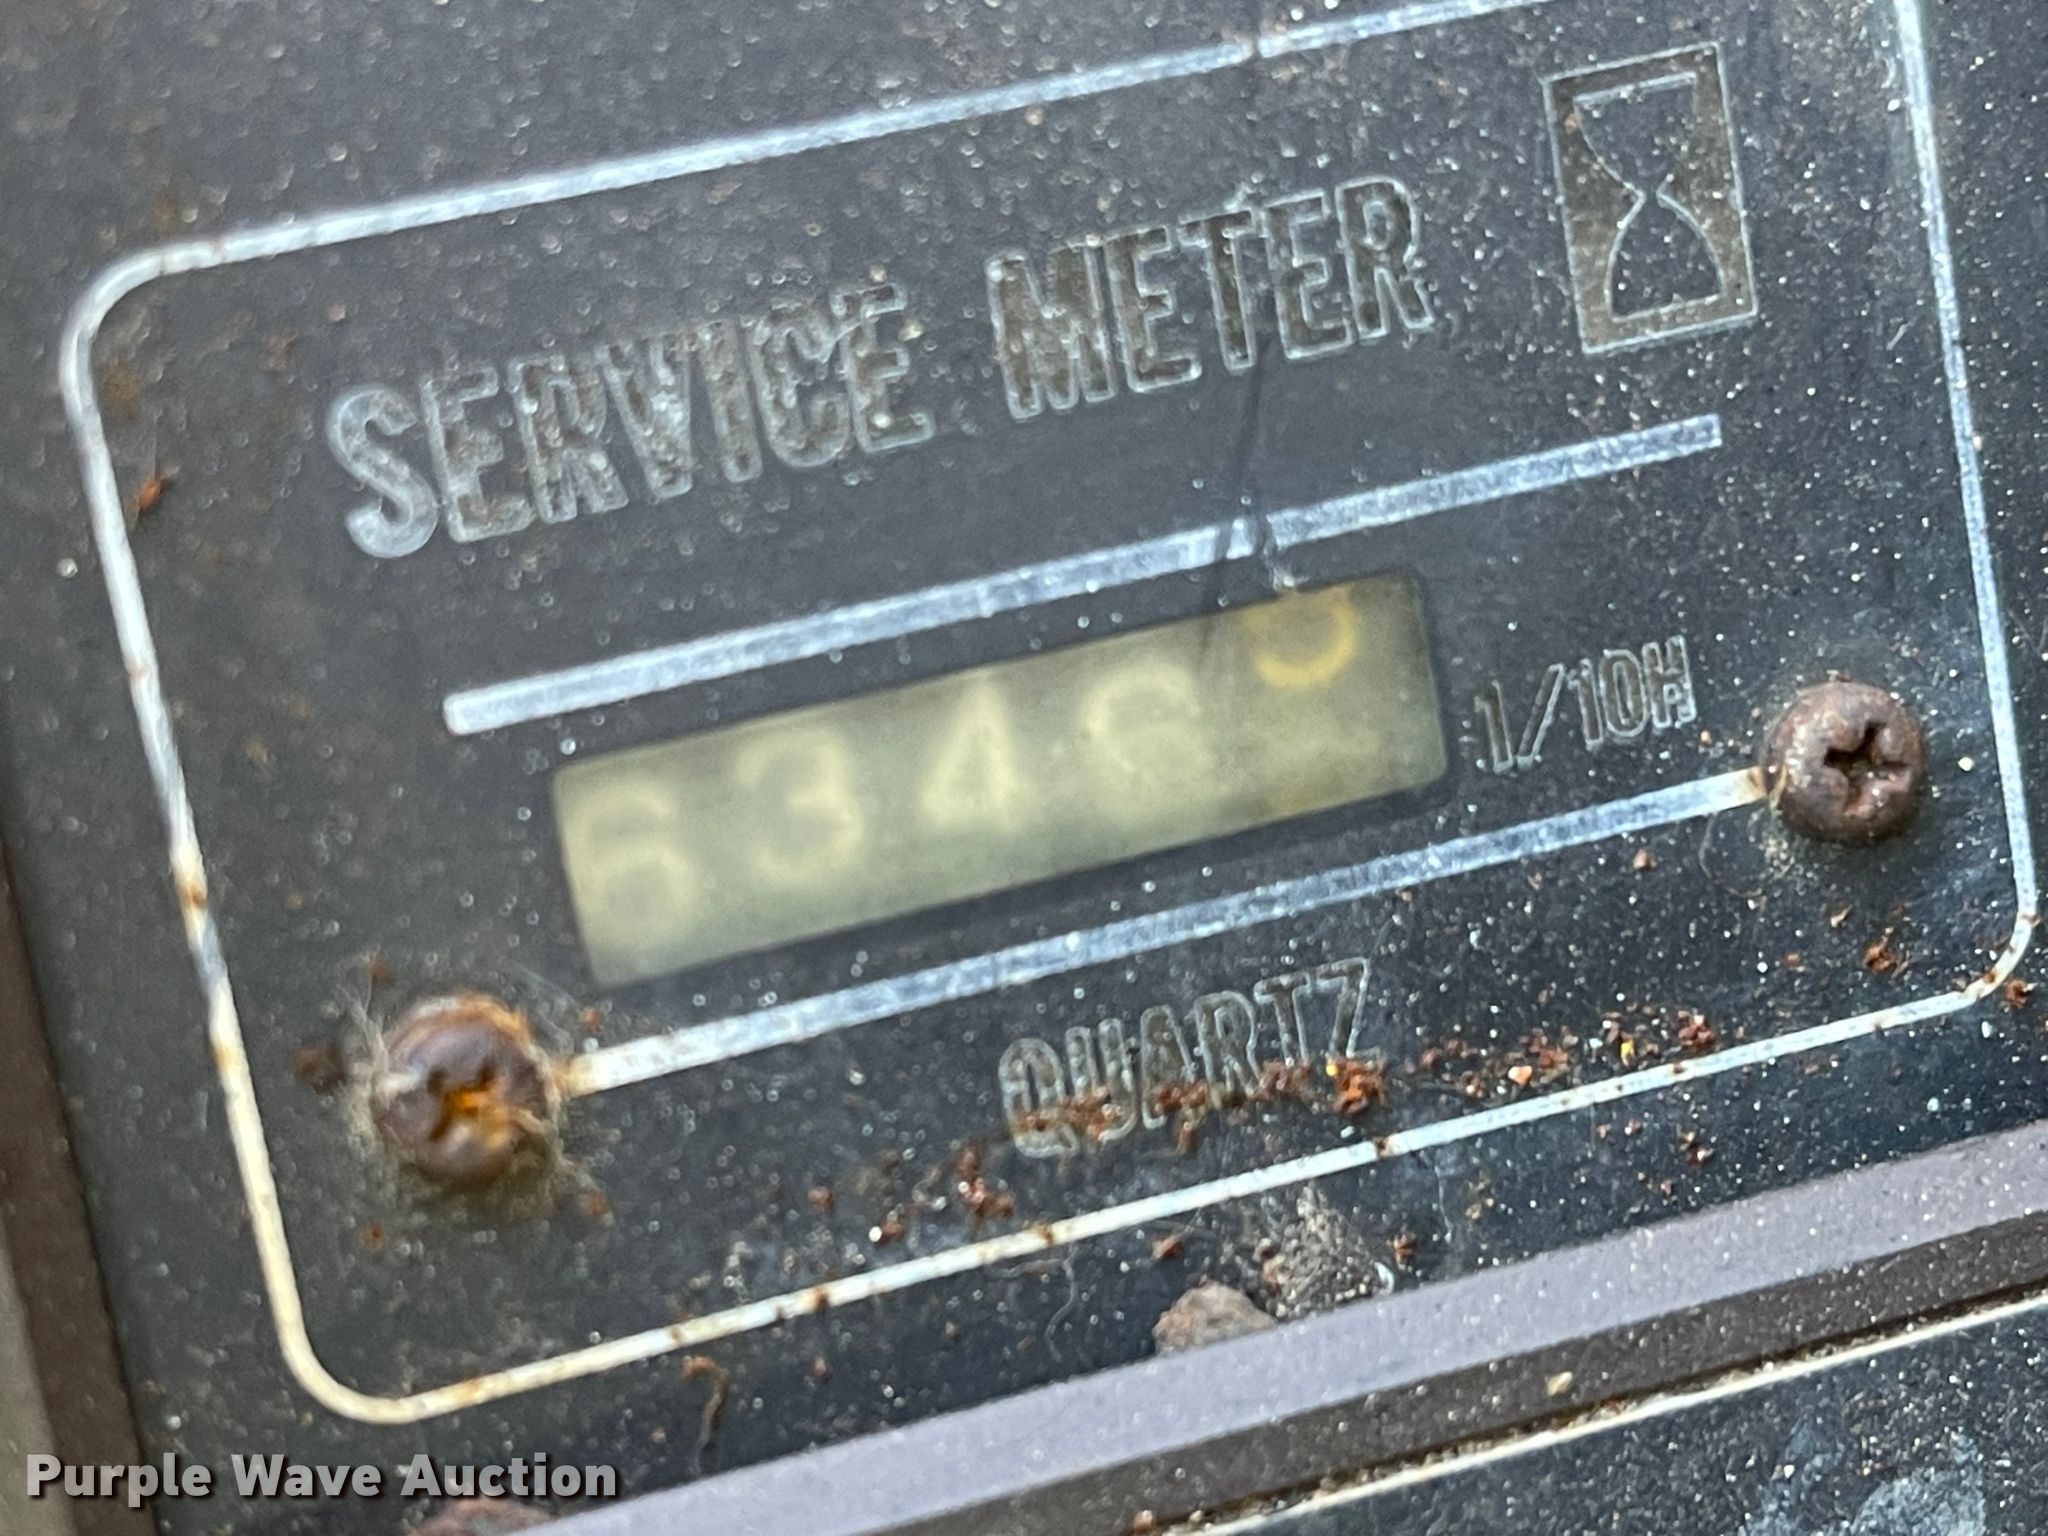 SERVICE METER
6346
1/10H
QUARTZ
Purple Wave Auction